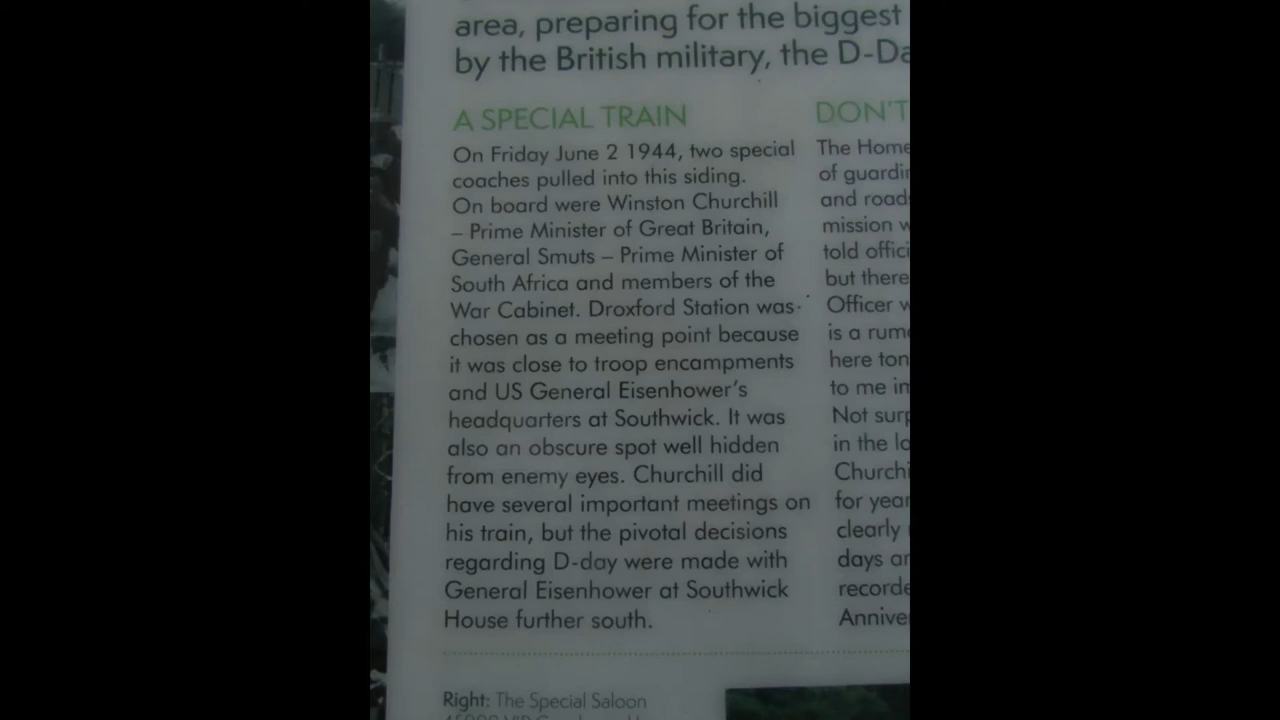 area, preparing for the biggest
by the British military, the D-Da
A SPECIAL TRAIN
On Friday June 2 1944, two special
coaches pulled into this siding.
On board were Winston Churchill
– Prime Minister of Great Britain,
General Smuts – Prime Minister of
South Africa and members of the
War Cabinet. Droxford Station was
chosen as a meeting point because
it was close to troop encampments
and US General Eisenhower's
headquarters at Southwick. It was
also an obscure spot well hidden
from enemy eyes. Churchill did
have several important meetings on
his train, but the pivotal decisions
regarding D-day were made with
General Eisenhower at Southwick
House further south.
DON'T
The Home
of guardin
and roads
mission w
told offici
but there
Officer w
is a rum
here ton
to me in
Not surp
in the lo
Churchi
for year
clearly
days an
recorde
Anniver
Right: The Special Saloon